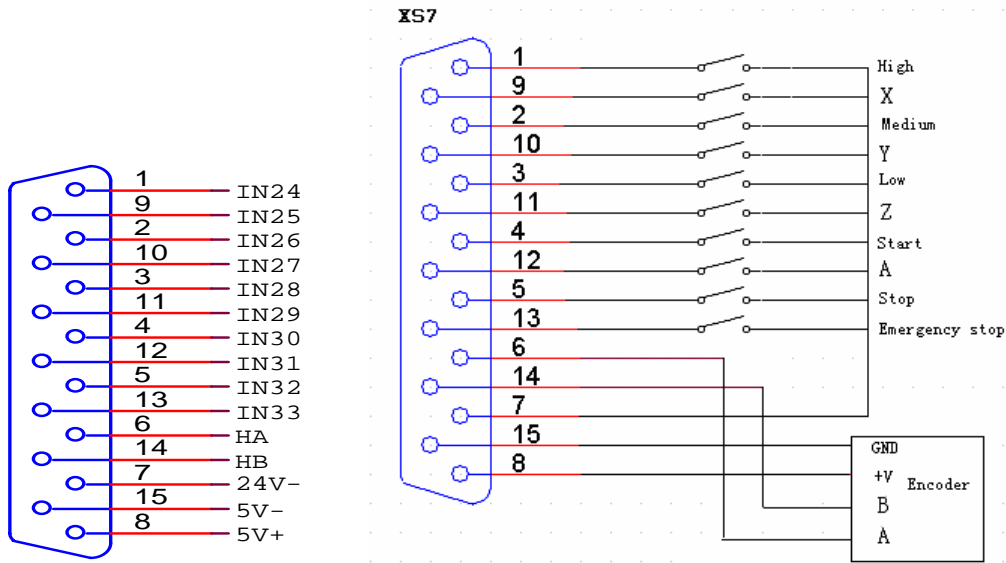 XS7
1 IN24
9 IN25
2 IN26
10 IN27
3 IN28
11 IN29
4 IN30
12 IN31
5 IN32
13 IN33
6 HA
14 HB
7 24V-
15 5V-
8 5V+
1 High
9 X
2 Medium
10 Y
3 Low
11 Z
4 Start
12 A
5 Stop
13 Emergency stop
6
14
7
15 GND
8 +V Encoder
B
A